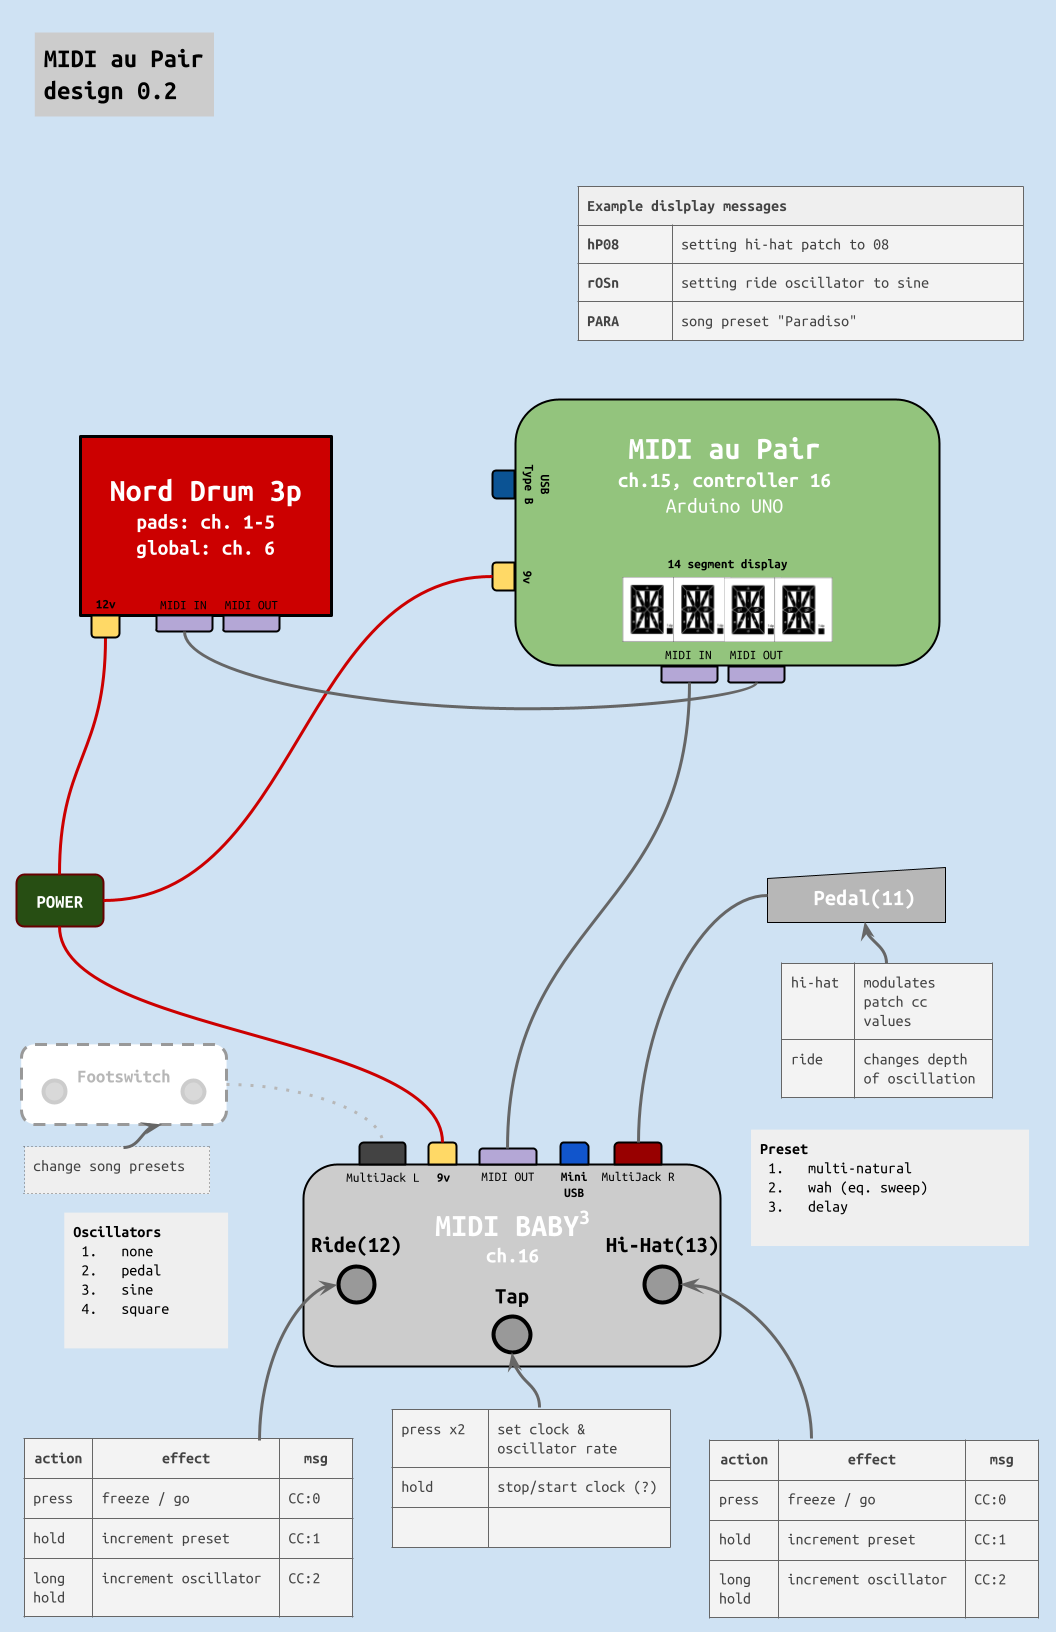 MIDI au Pair
design 0.2
Example dislplay messages
hP08 setting hi-hat patch to 08
rOSn setting ride oscillator to sine
PARA song preset "Paradiso"
Nord Drum 3p
pads: ch. 1-5
global: ch. 6
12v MIDI IN MIDI OUT
MIDI au Pair
ch.15, controller 16
Arduino UNO
USB
Type B
9v
14 segment display
MIDI IN MIDI OUT
POWER
Pedal(11)
hi-hat modulates
patch cc
values
ride changes depth
of oscillation
Footswitch
change song presets
Oscillators
1. none
2. pedal
3. sine
4. square
Preset
1. multi-natural
2. wah (eq. sweep)
3. delay
MultiJack L 9v MIDI OUT Mini MultiJack R
USB
MIDI BABY3
ch.16
Ride(12)
Hi-Hat(13)
Tap
press x2 set clock &
oscillator rate
hold stop/start clock (?)
action effect msg
press freeze / go CC:0
hold increment preset CC:1
long increment oscillator CC:2
hold
action effect msg
press freeze / go CC:0
hold increment preset CC:1
long increment oscillator CC:2
hold